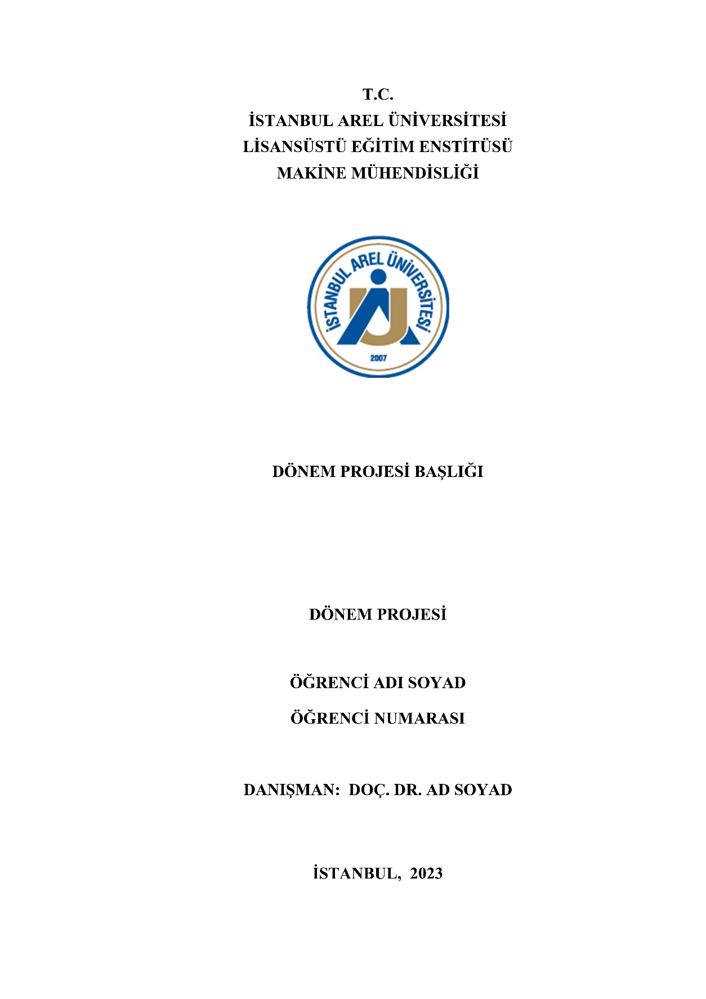 T.C.
İSTANBUL AREL ÜNİVERSİTESİ
LİSANSÜSTÜ EĞİTİM ENSTİTÜSÜ
MAKİNE MÜHENDİSLİĞİ
İSTANBUL AREL ÜNİVERSİTESİ
2007
DÖNEM PROJESİ BAŞLIĞI
DÖNEM PROJESİ
ÖĞRENCİ ADI SOYAD
ÖĞRENCİ NUMARASI
DANIŞMAN:  DOÇ. DR. AD SOYAD
İSTANBUL,  2023